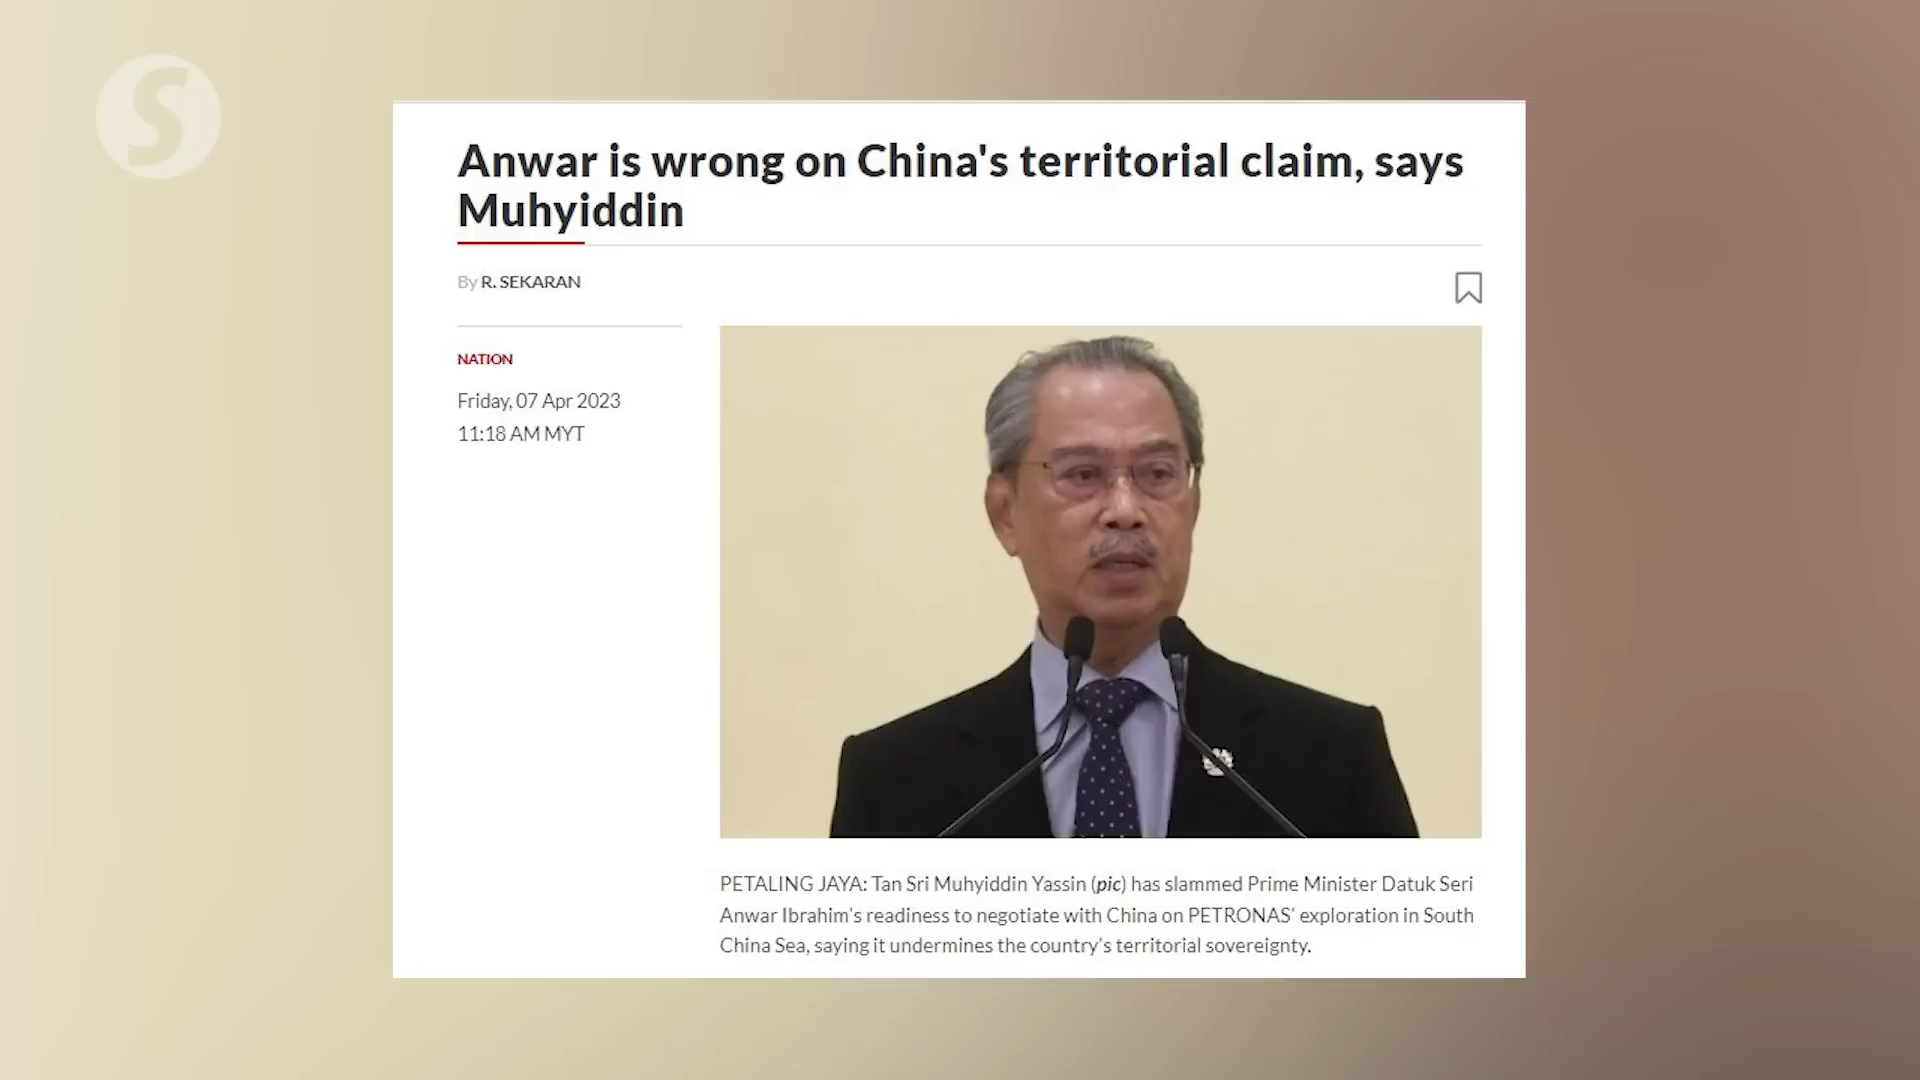 S
Anwar is wrong on China's territorial claim, says
Muhyiddin
By R. SEKARAN
NATION
Friday, 07 Apr 2023
11:18 AM MYT
PETALING JAYA: Tan Sri Muhyiddin Yassin (pic) has slammed Prime Minister Datuk Seri
Anwar Ibrahim's readiness to negotiate with China on PETRONAS' exploration in South
China Sea, saying it undermines the country's territorial sovereignty.